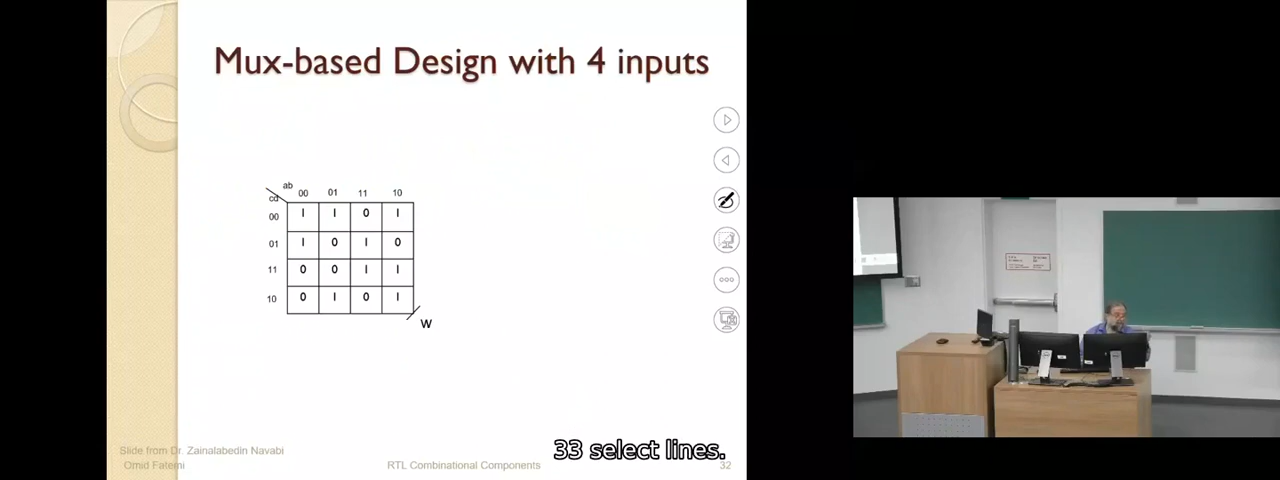 Mux-based Design with 4 inputs
ab
cd
00 01 11 10
00 1 1 0 1
01 1 0 1 0
11 0 0 1 1
10 0 1 0 1
w
Slide from Dr. Zainalabedin Navabi
Omid Fatemi
RTL Combinational Components
32
33 select lines.